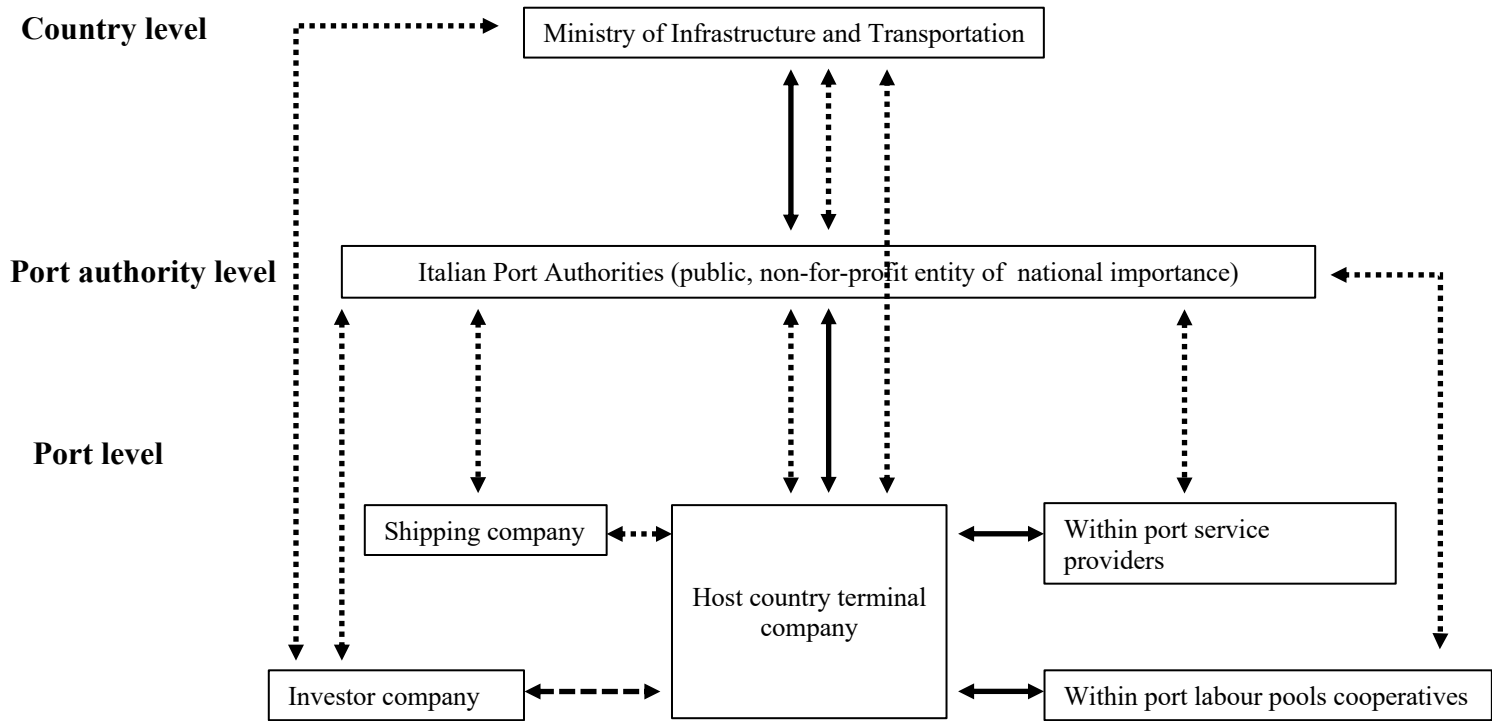 Country level
Ministry of Infrastructure and Transportation
Port authority level
Italian Port Authorities (public, non-for-profit entity of national importance)
Port level
Shipping company
Host country terminal
company
Within port service
providers
Investor company
Within port labour pools cooperatives